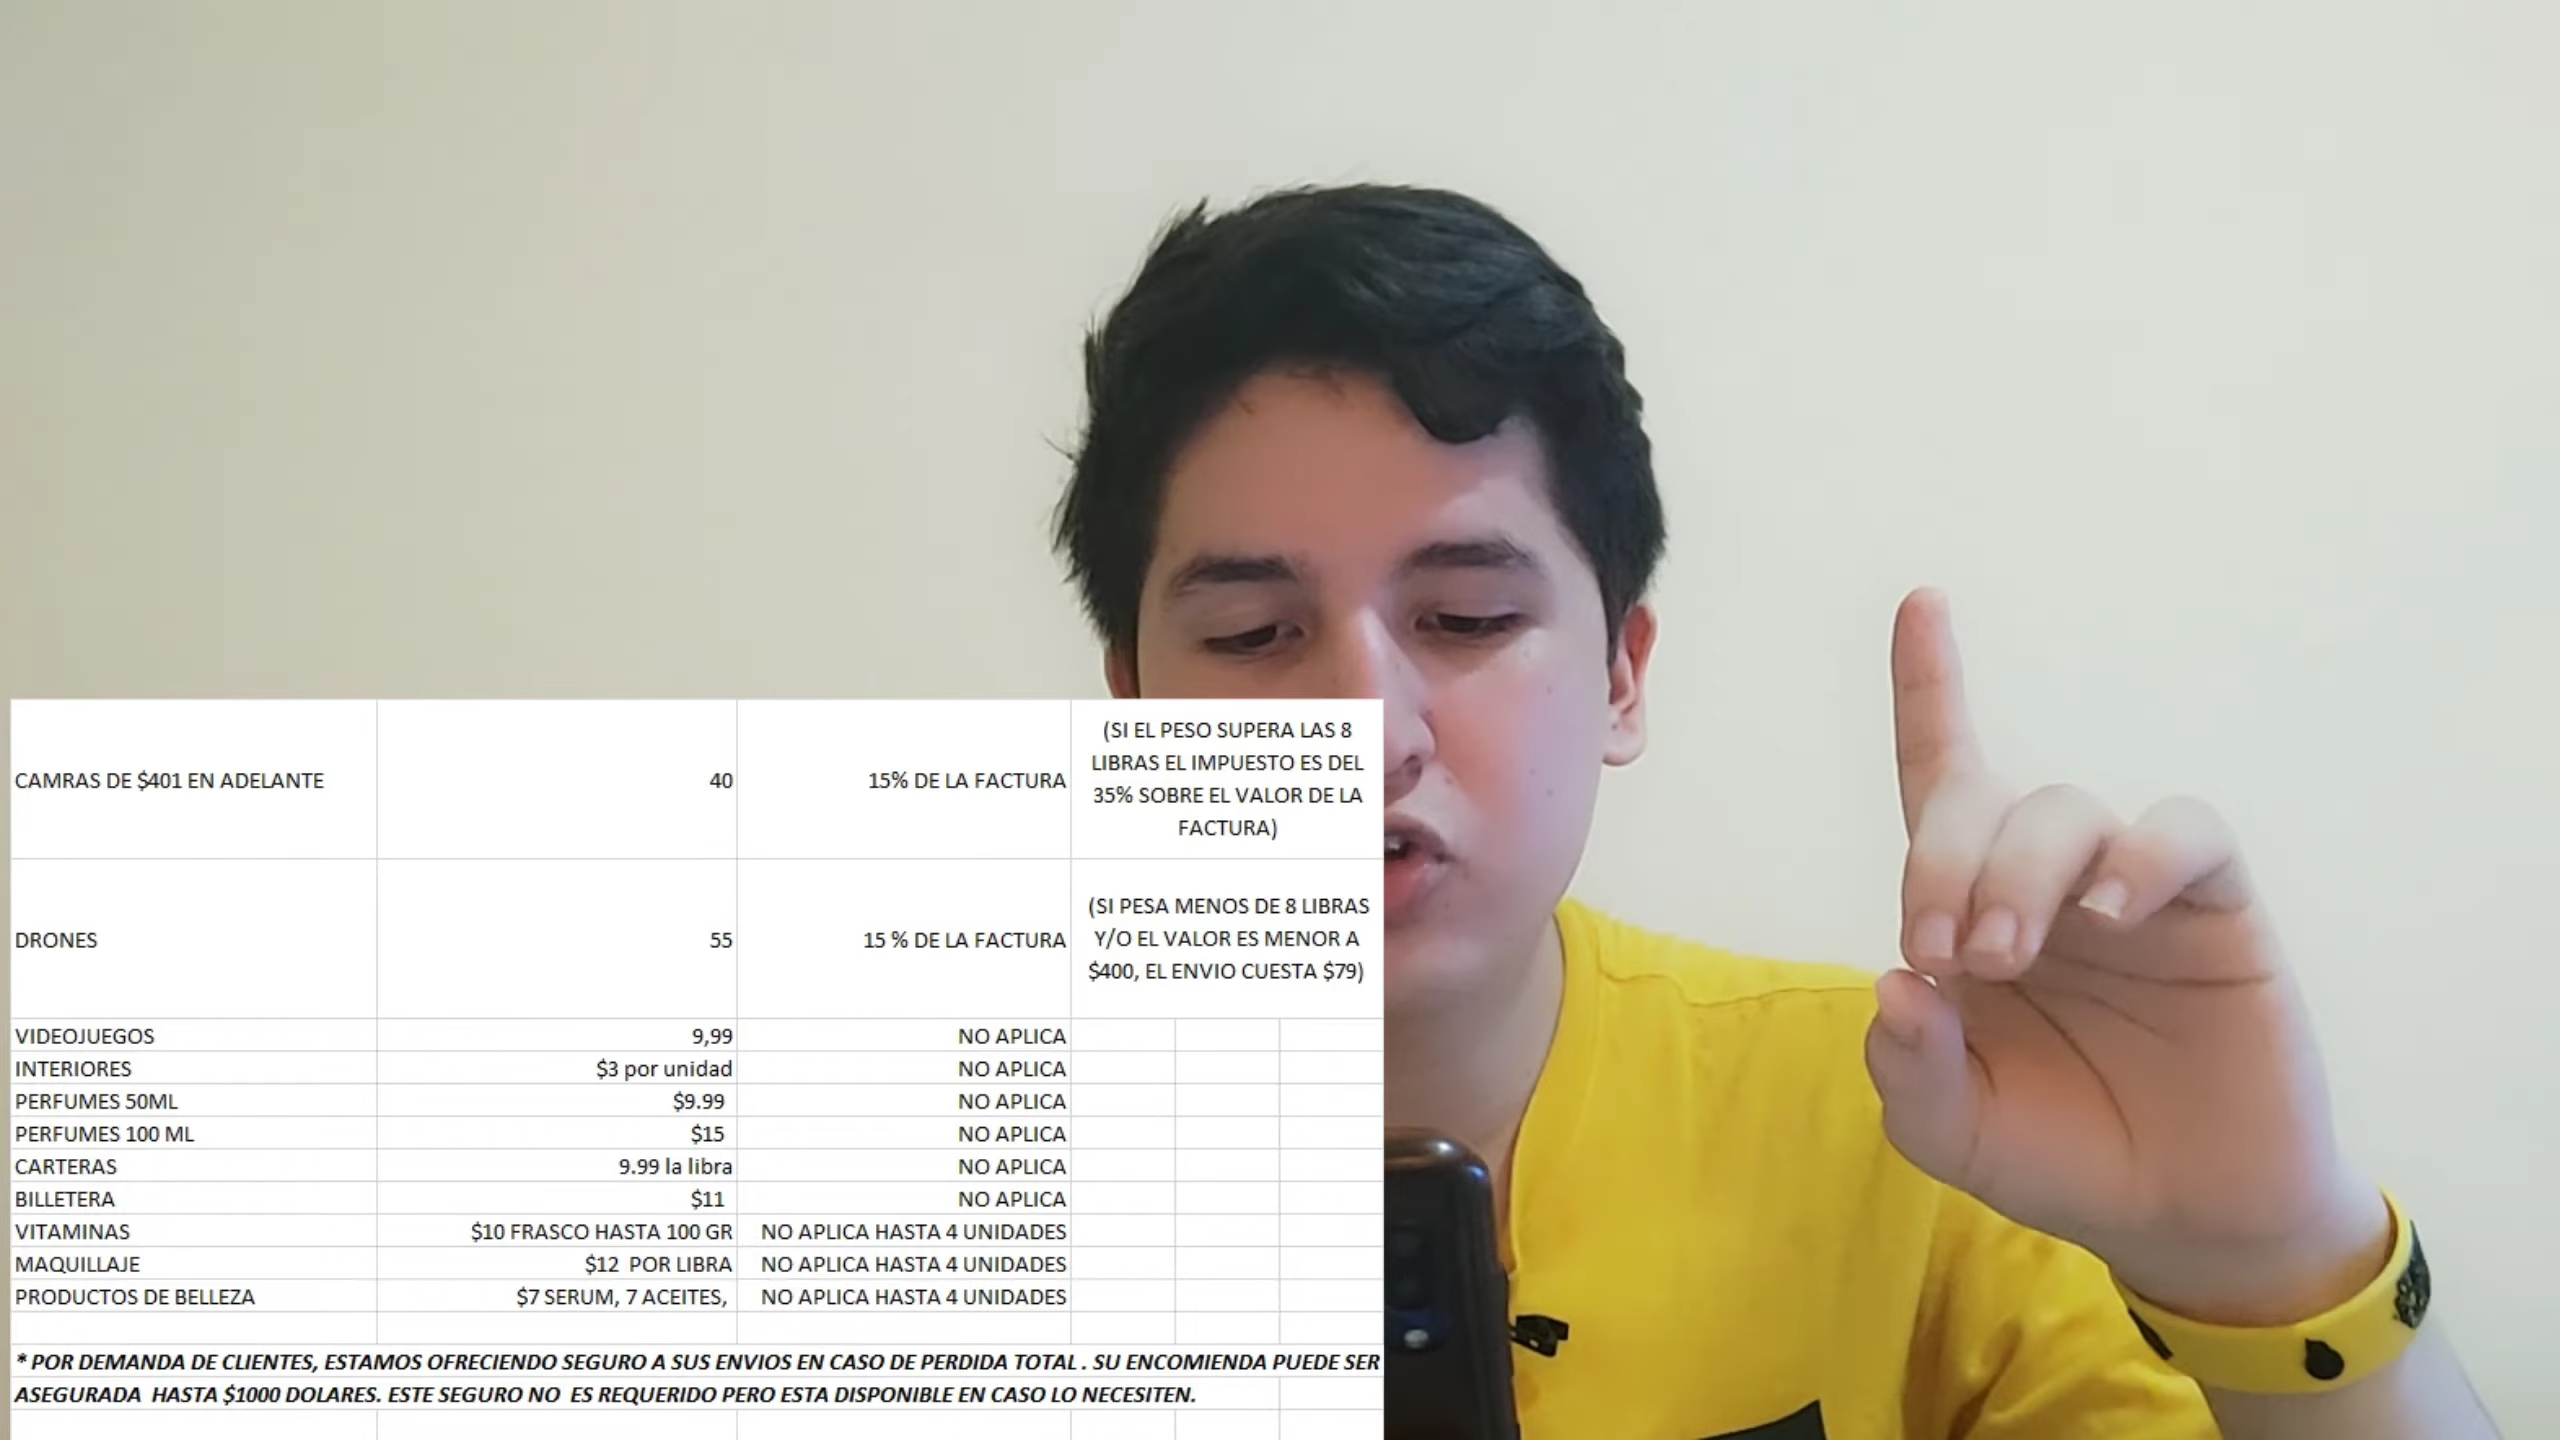 CAMRAS DE $401 EN ADELANTE 40 15% DE LA FACTURA
(SI EL PESO SUPERA LAS 8
LIBRAS EL IMPUESTO ES DEL
35% SOBRE EL VALOR DE LA
FACTURA)
DRONES 55 15 % DE LA FACTURA
(SI PESA MENOS DE 8 LIBRAS
Y/O EL VALOR ES MENOR A
$400, EL ENVIO CUESTA $79)
VIDEOJUEGOS 9,99 NO APLICA
INTERIORES $3 por unidad NO APLICA
PERFUMES 50ML $9.99 NO APLICA
PERFUMES 100 ML $15 NO APLICA
CARTERAS 9.99 la libra NO APLICA
BILLETERA $11 NO APLICA
VITAMINAS $10 FRASCO HASTA 100 GR NO APLICA HASTA 4 UNIDADES
MAQUILLAJE $12 POR LIBRA NO APLICA HASTA 4 UNIDADES
PRODUCTOS DE BELLEZA $7 SERUM, 7 ACEITES, NO APLICA HASTA 4 UNIDADES
* POR DEMANDA DE CLIENTES, ESTAMOS OFRECIENDO SEGURO A SUS ENVIOS EN CASO DE PERDIDA TOTAL . SU ENCOMIENDA PUEDE SER
ASEGURADA HASTA $1000 DOLARES. ESTE SEGURO NO ES REQUERIDO PERO ESTA DISPONIBLE EN CASO LO NECESITEN.